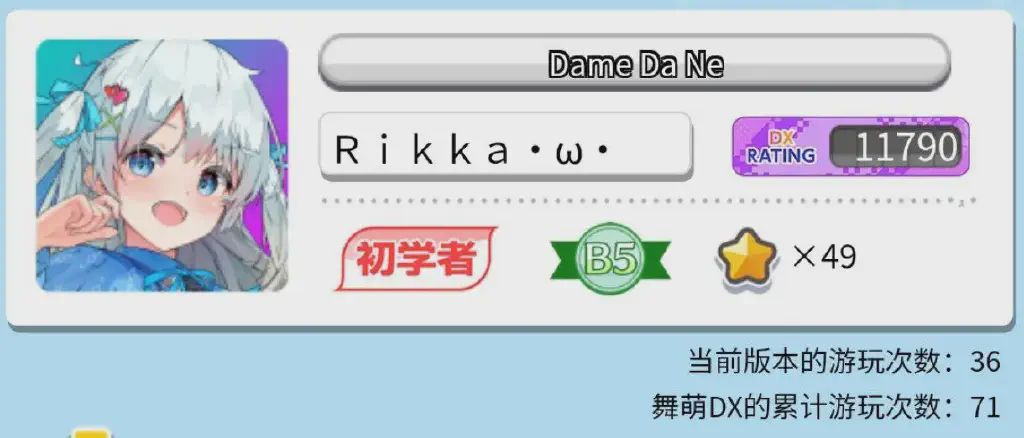 Dame Da Ne
Ｒｉｋｋａ・ω・
DX
RATING 11790
初学者 B5 ×49
当前版本的游玩次数：36
舞萌DX的累计游玩次数：71